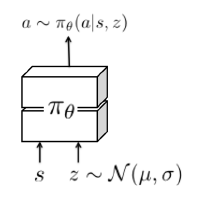 a ∼ π_θ(a|s, z)
π_θ
s z ∼ 𝒩(μ, σ)